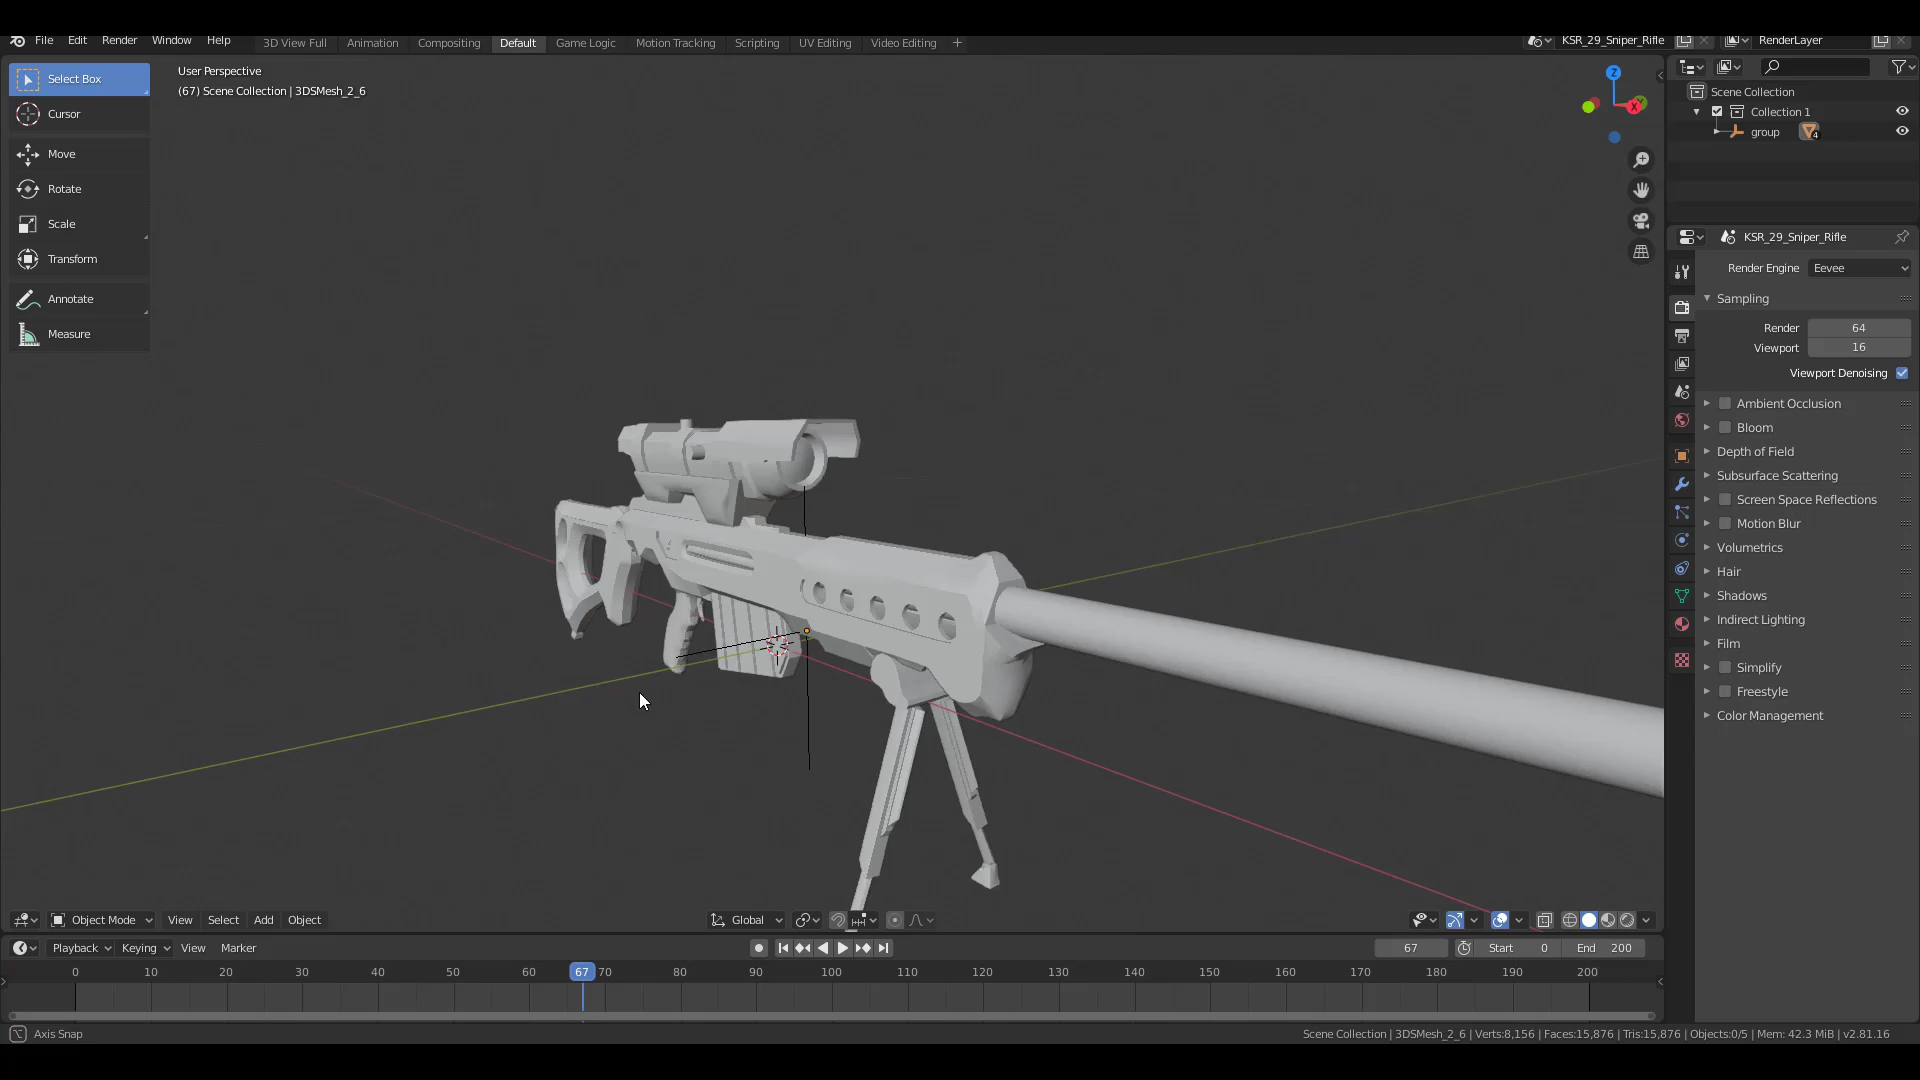 File Edit Render Window Help 3D View Full Animation Compositing Default Game Logic Motion Tracking Scripting UV Editing Video Editing + KSR_29_Sniper_Rifle RenderLayer
Select Box
Cursor
Move
Rotate
Scale
Transform
Annotate
Measure
User Perspective
(67) Scene Collection | 3DSMesh_2_6
Z
X
Y
Scene Collection
Collection 1
group 4
KSR_29_Sniper_Rifle
Render Engine Eevee
Sampling
Render 64
Viewport 16
Viewport Denoising
Ambient Occlusion
Bloom
Depth of Field
Subsurface Scattering
Screen Space Reflections
Motion Blur
Volumetrics
Hair
Shadows
Indirect Lighting
Film
Simplify
Freestyle
Color Management
Object Mode View Select Add Object Global
Playback Keying View Marker 67 Start 0 End 200
0 10 20 30 40 50 60 67 70 80 90 100 110 120 130 140 150 160 170 180 190 200
Axis Snap Scene Collection | 3DSMesh_2_6 | Verts:8,156 | Faces:15,876 | Tris:15,876 | Objects:0/5 | Mem: 42.3 MiB | v2.81.16